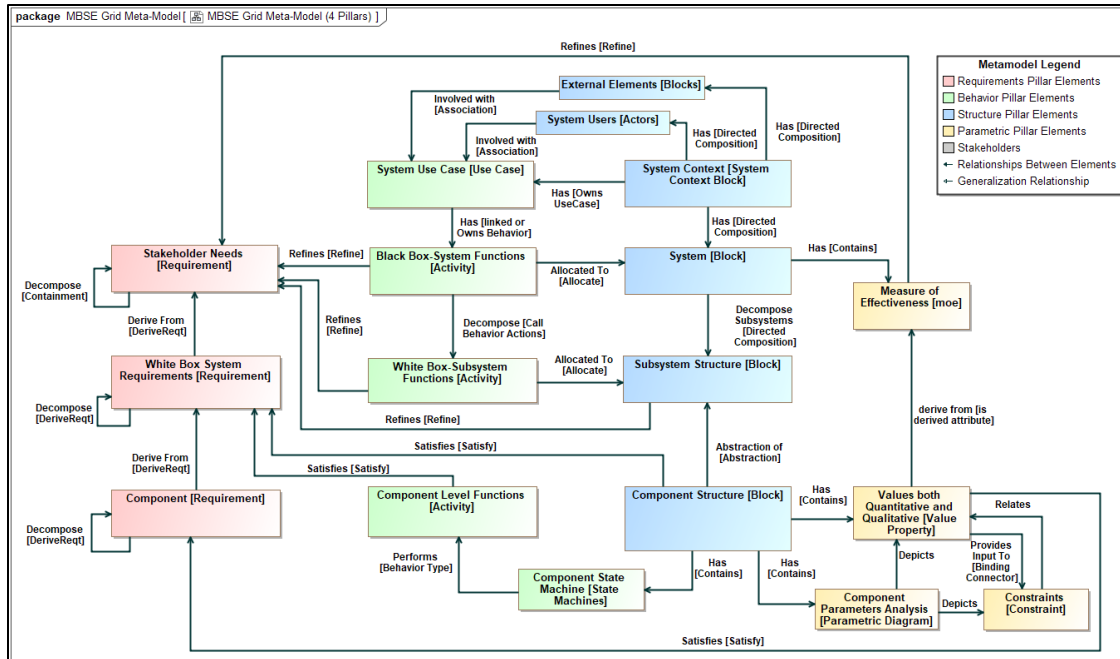 package MBSE Grid Meta-Model [ MBSE Grid Meta-Model (4 Pillars) ]
Refines [Refine]
Metamodel Legend
Requirements Pillar Elements
Behavior Pillar Elements
Structure Pillar Elements
Parametric Pillar Elements
Stakeholders
Relationships Between Elements
Generalization Relationship
External Elements [Blocks]
Involved with
[Association]
System Users [Actors]
Has [Directed
Composition]
Has [Directed
Composition]
Involved with
[Association]
System Use Case [Use Case]
System Context [System
Context Block]
Has [Owns
UseCase]
Has [linked or
Owns Behavior]
Has [Directed
Composition]
Stakeholder Needs
[Requirement]
Refines [Refine]
Black Box-System Functions
[Activity]
Allocated To
[Allocate]
System [Block]
Has [Contains]
Decompose
[Containment]
Measure of
Effectiveness [moe]
Derive From
[DeriveReqt]
Refines
[Refine]
Decompose [Call
Behavior Actions]
Decompose
Subsystems
[Directed
Composition]
White Box System
Requirements [Requirement]
White Box-Subsystem
Functions [Activity]
Allocated To
[Allocate]
Subsystem Structure [Block]
Decompose
[DeriveReqt]
Refines [Refine]
derive from [is
derived attribute]
Derive From
[DeriveReqt]
Satisfies [Satisfy]
Satisfies [Satisfy]
Abstraction of
[Abstraction]
Component [Requirement]
Component Level Functions
[Activity]
Component Structure [Block]
Has
[Contains]
Values both
Quantitative and
Qualitative [Value
Property]
Relates
Decompose
[DeriveReqt]
Performs
[Behavior Type]
Has
[Contains]
Has
[Contains]
Depicts
Provides
Input To
[Binding
Connector]
Component State
Machine [State
Machines]
Component
Parameters Analysis
[Parametric Diagram]
Depicts
Constraints
[Constraint]
Satisfies [Satisfy]